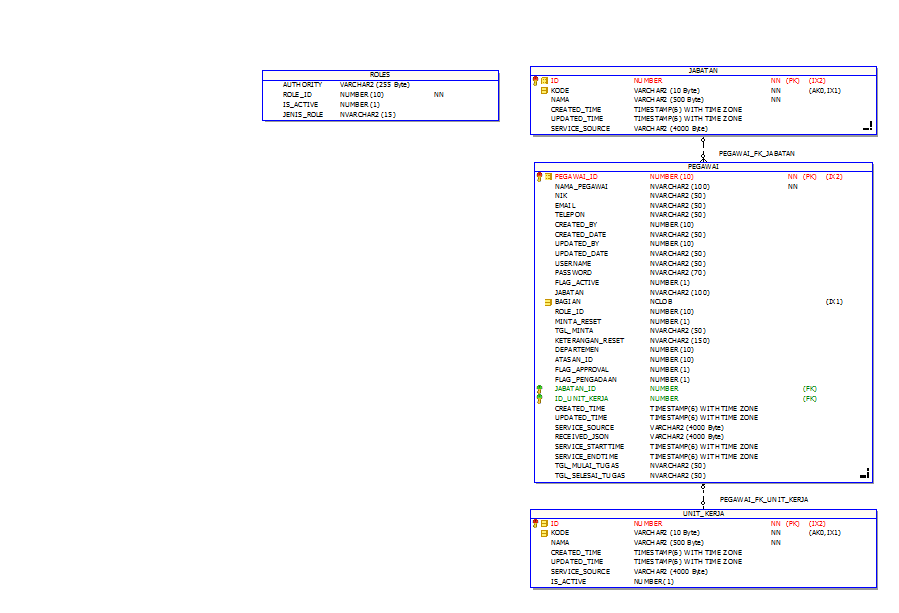 ROLES
AUTHORITY VARCHAR2 (255 Byte)
ROLE_ID NUMBER (10) NN
IS_ACTIVE NUMBER (1)
JENIS_ROLE NVARCHAR2 (15)
JABATAN
ID NUMBER NN (PK) (IX2)
KODE VARCHAR2 (10 Byte) NN (AK0,IX1)
NAMA VARCHAR2 (500 Byte) NN
CREATED_TIME TIMESTAMP(6) WITH TIME ZONE
UPDATED_TIME TIMESTAMP(6) WITH TIME ZONE
SERVICE_SOURCE VARCHAR2 (4000 Byte)
PEGAWAI_FK_JABATAN
PEGAWAI
PEGAWAI_ID NUMBER (10) NN (PK) (IX2)
NAMA_PEGAWAI NVARCHAR2 (100) NN
NIK NVARCHAR2 (50)
EMAIL NVARCHAR2 (50)
TELEPON NVARCHAR2 (50)
CREATED_BY NUMBER (10)
CREATED_DATE NVARCHAR2 (50)
UPDATED_BY NUMBER (10)
UPDATED_DATE NVARCHAR2 (50)
USERNAME NVARCHAR2 (50)
PASSWORD NVARCHAR2 (70)
FLAG_ACTIVE NUMBER (1)
JABATAN NVARCHAR2 (100)
BAGIAN NCLOB (IX1)
ROLE_ID NUMBER (10)
MINTA_RESET NUMBER (1)
TGL_MINTA NVARCHAR2 (50)
KETERANGAN_RESET NVARCHAR2 (150)
DEPARTEMEN NUMBER (10)
ATASAN_ID NUMBER (10)
FLAG_APPROVAL NUMBER (1)
FLAG_PENGADAAN NUMBER (1)
JABATAN_ID NUMBER (FK)
ID_UNIT_KERJA NUMBER (FK)
CREATED_TIME TIMESTAMP(6) WITH TIME ZONE
UPDATED_TIME TIMESTAMP(6) WITH TIME ZONE
SERVICE_SOURCE VARCHAR2 (4000 Byte)
RECEIVED_JSON VARCHAR2 (4000 Byte)
SERVICE_STARTTIME TIMESTAMP(6) WITH TIME ZONE
SERVICE_ENDTIME TIMESTAMP(6) WITH TIME ZONE
TGL_MULAI_TUGAS NVARCHAR2 (50)
TGL_SELESAI_TUGAS NVARCHAR2 (50)
PEGAWAI_FK_UNIT_KERJA
UNIT_KERJA
ID NUMBER NN (PK) (IX2)
KODE VARCHAR2 (10 Byte) NN (AK0,IX1)
NAMA VARCHAR2 (500 Byte) NN
CREATED_TIME TIMESTAMP(6) WITH TIME ZONE
UPDATED_TIME TIMESTAMP(6) WITH TIME ZONE
SERVICE_SOURCE VARCHAR2 (4000 Byte)
IS_ACTIVE NUMBER (1)